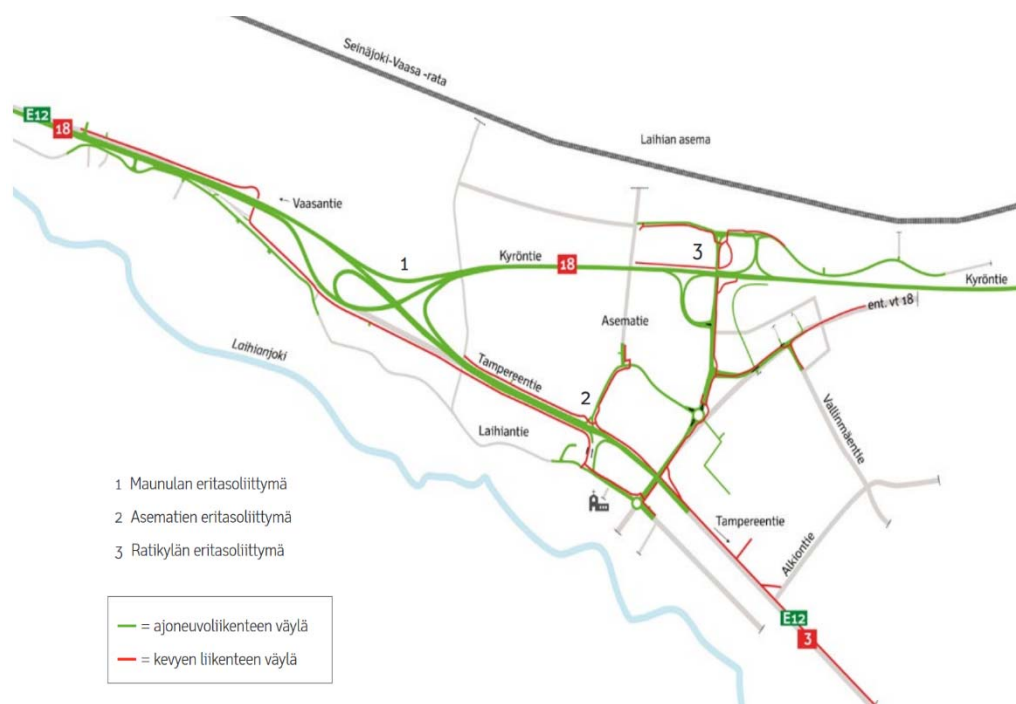 Seinäjoki-Vaasa -rata
E12
18
Laihian asema
Vaasantie
1
Kyröntie
18
3
Kyröntie
ent. vt 18
Asematie
Laihianjoki
Tampereentie
2
Vallinmäentie
Laihiantie
1 Maunulan eritasoliittymä
2 Asematien eritasoliittymä
3 Ratikylän eritasoliittymä
Tampereentie
Alkiontie
E12
3
= ajoneuvoliikenteen väylä
= kevyen liikenteen väylä